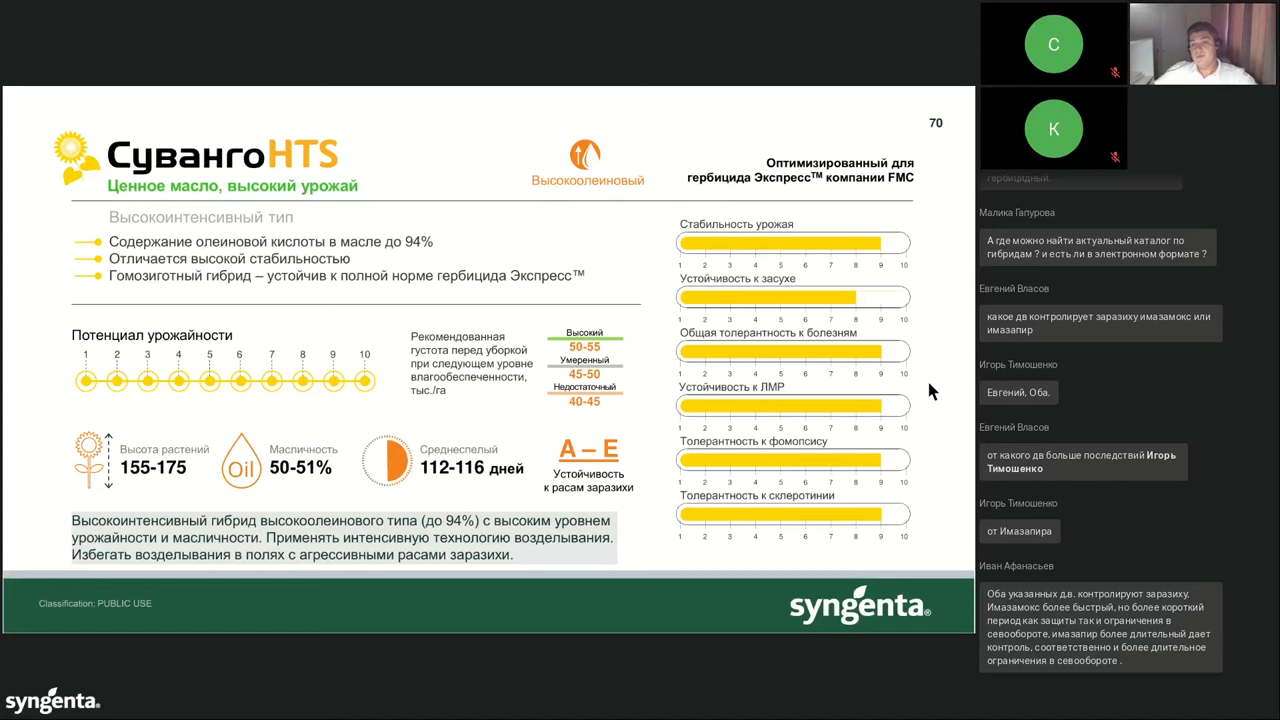 70
СувангоHTS
Ценное масло, высокий урожай
Высокоолеиновый
Оптимизированный для
гербицида Экспресс™ компании FMC
Высокоинтенсивный тип
Содержание олеиновой кислоты в масле до 94%
Отличается высокой стабильностью
Гомозиготный гибрид – устойчив к полной норме гербицида Экспресс™
Потенциал урожайности
1 2 3 4 5 6 7 8 9 10
Рекомендованная
густота перед уборкой
при следующем уровне
влагообеспеченности,
тыс./га
Высокий
50-55
Умеренный
45-50
Недостаточный
40-45
Высота растений
155-175
Oil
Масличность
50-51%
Среднеспелый
112-116 дней
A – E
Устойчивость
к расам заразихи
Высокоинтенсивный гибрид высокоолеинового типа (до 94%) с высоким уровнем
урожайности и масличности. Применять интенсивную технологию возделывания.
Избегать возделывания в полях с агрессивными расами заразихи.
Стабильность урожая
1 2 3 4 5 6 7 8 9 10
Устойчивость к засухе
1 2 3 4 5 6 7 8 9 10
Общая толерантность к болезням
1 2 3 4 5 6 7 8 9 10
Устойчивость к ЛМР
1 2 3 4 5 6 7 8 9 10
Толерантность к фомопсису
1 2 3 4 5 6 7 8 9 10
Толерантность к склеротинии
1 2 3 4 5 6 7 8 9 10
Classification: PUBLIC USE
syngenta®
syngenta®
С
К
гербицидный.
Малика Гапурова
А где можно найти актуальный каталог по
гибридам ? и есть ли в электронном формате ?
Евгений Власов
какое дв контролирует заразиху имазамокс или
имазапир
Игорь Тимошенко
Евгений, Оба.
Евгений Власов
от какого дв больше последствий Игорь
Тимошенко
Игорь Тимошенко
от Имазапира
Иван Афанасьев
Оба указанных д.в. контролируют заразиху.
Имазамокс более быстрый, но более короткий
период как защиты так и ограничения в
севообороте, имазапир более длительный дает
контроль, соответственно и более длительное
ограничения в севообороте .